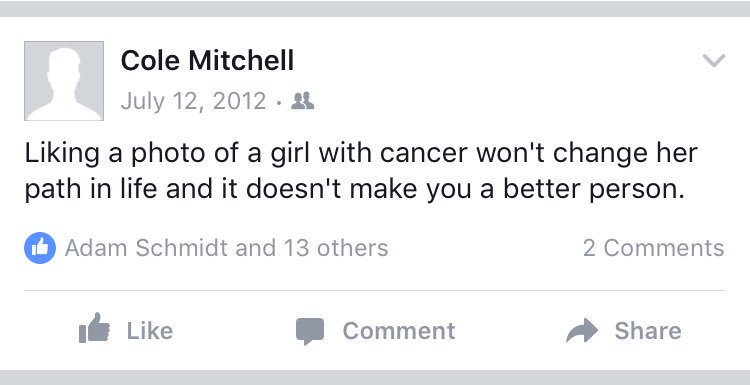 Cole Mitchell
July 12, 2012 ·
Liking a photo of a girl with cancer won't change her
path in life and it doesn't make you a better person.
Adam Schmidt and 13 others 2 Comments
Like Comment Share